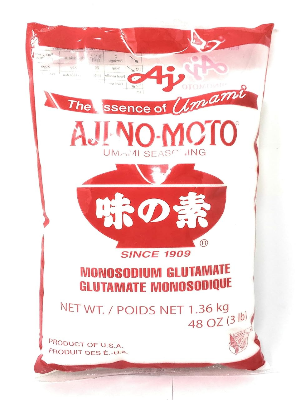 Aj
The Essence of Umami
AJI-NO-MOTO
UMAMI SEASONING
味の素
®
SINCE 1909
MONOSODIUM GLUTAMATE
GLUTAMATE MONOSODIQUE
NET WT. / POIDS NET 1.36 kg
48 OZ (3 lb)
PRODUCT OF U.S.A.
PRODUIT DES É.-U.A.